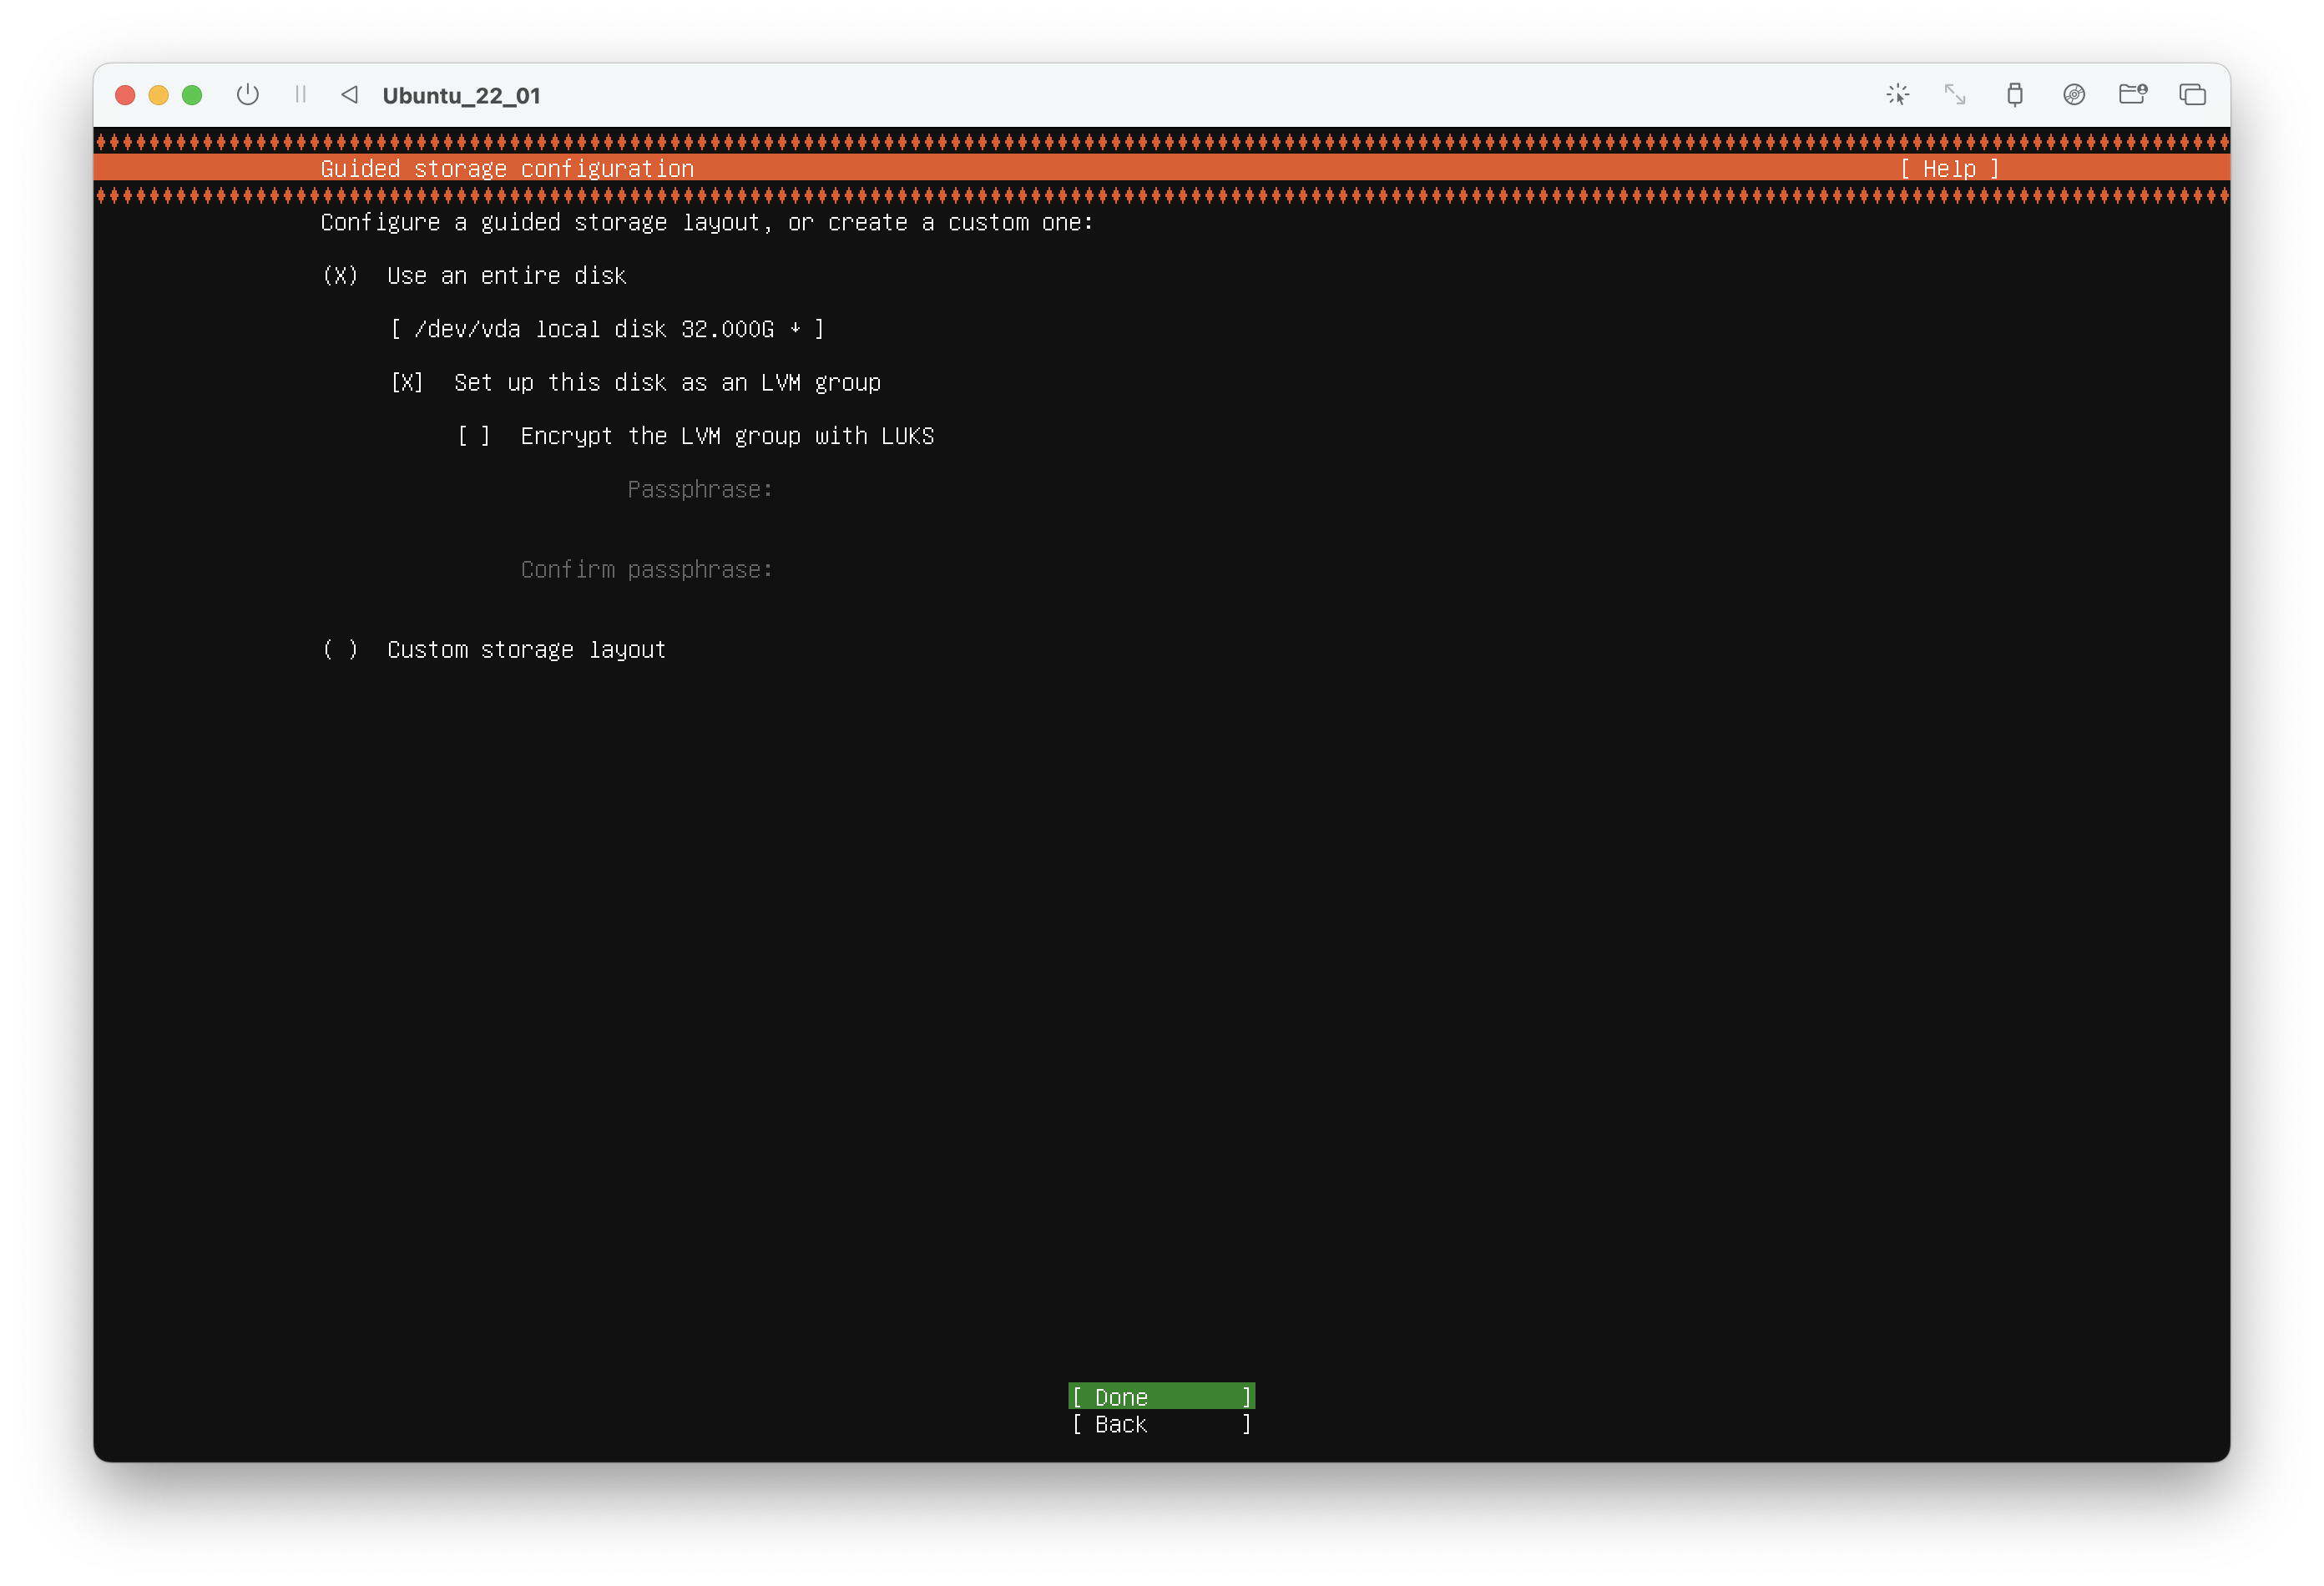 Ubuntu_22_01
Guided storage configuration [ Help ]
Configure a guided storage layout, or create a custom one:
(X) Use an entire disk
[ /dev/vda local disk 32.000G ↓ ]
[X] Set up this disk as an LVM group
[ ] Encrypt the LVM group with LUKS
Passphrase:
Confirm passphrase:
( ) Custom storage layout
[ Done ]
[ Back ]